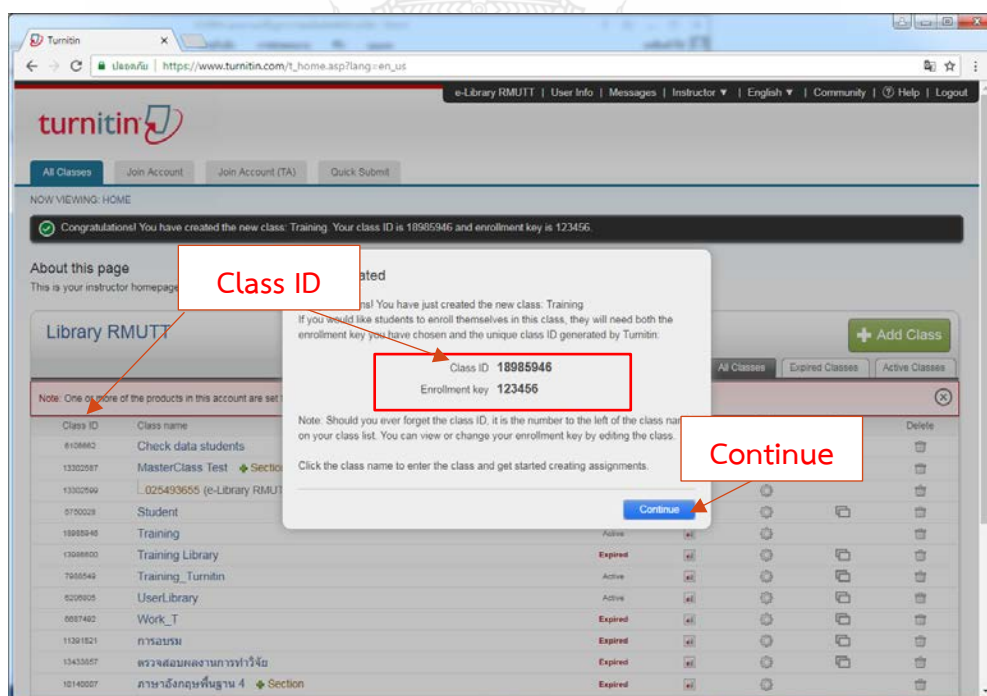 Turnitin
ปลอดภัย | https://www.turnitin.com/t_home.asp?lang=en_us
e-Library RMUTT | User Info | Messages | Instructor ▼ | English ▼ | Community | ? Help | Logout
turnitin
All Classes Join Account Join Account (TA) Quick Submit
NOW VIEWING: HOME
Congratulations! You have created the new class: Training. Your class ID is 18985946 and enrollment key is 123456.
About this page
This is your instructor homepage
Class ID
ated
ns! You have just created the new class: Training
If you would like students to enroll themselves in this class, they will need both the
enrollment key you have chosen and the unique class ID generated by Turnitin.
Class ID 18985946
Enrollment key 123456
Note: Should you ever forget the class ID, it is the number to the left of the class nam
on your class list. You can view or change your enrollment key by editing the class.
Click the class name to enter the class and get started creating assignments.
Continue
Continue
Library RMUTT
Add Class
All Classes Expired Classes Active Classes
Note: One or more of the products in this account are set
Class ID Class name Delete
6108662 Check data students
13302587 MasterClass Test Section
13302599 025493655 (e-Library RMUT
5750028 Student
18985946 Training Active
13986600 Training Library Expired
7988549 Training_Turnitin Active
6206805 UserLibrary Active
6687482 Work_T Expired
11391521 การอบรม Expired
13433857 ตรวจสอบผลงานการทำวิจัย Expired
10140007 ภาษาอังกฤษพื้นฐาน 4 Section Expired